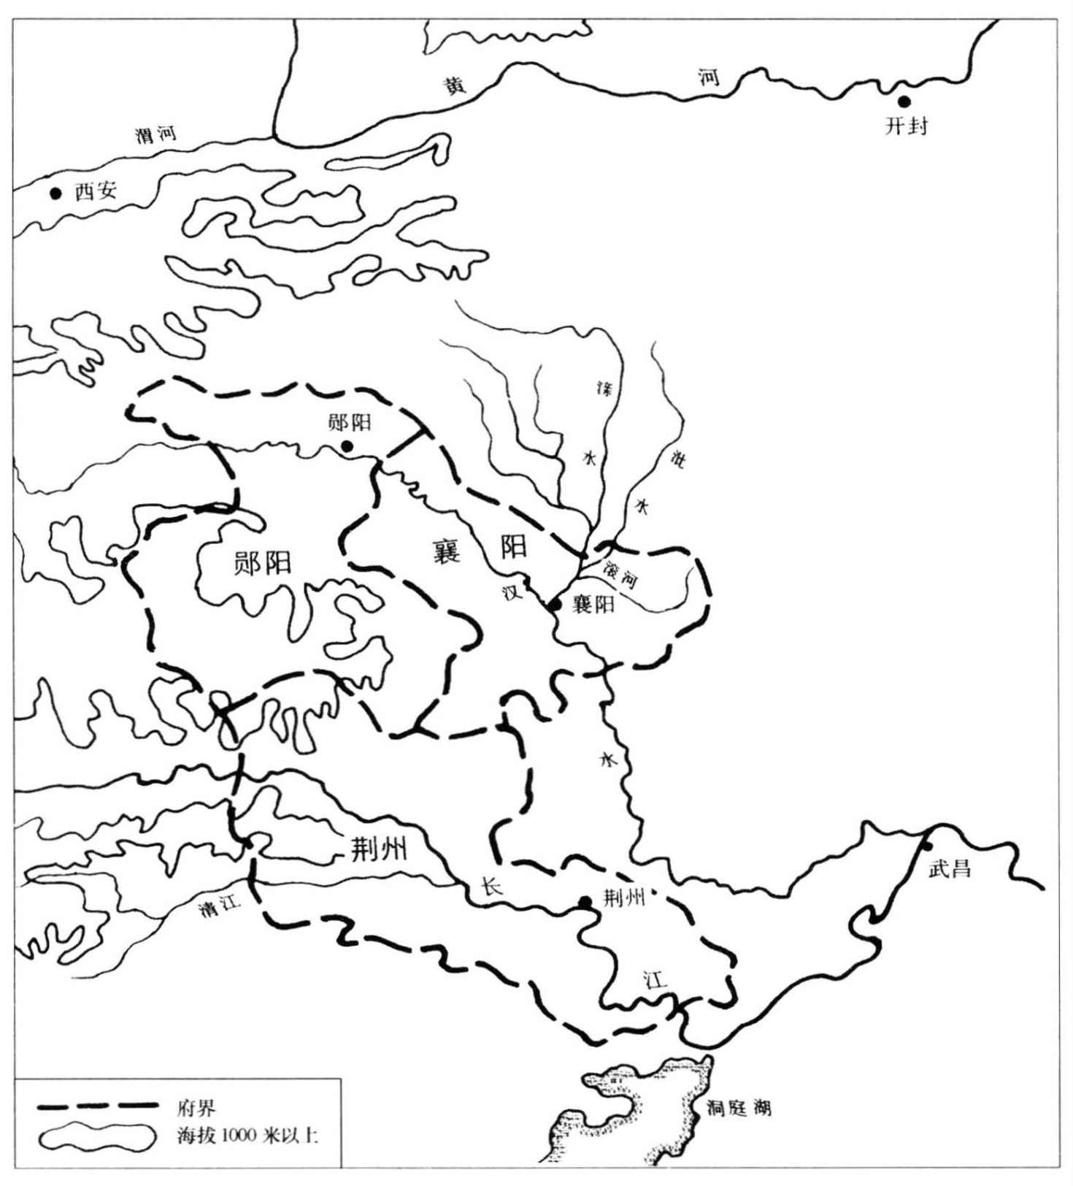 黄河
开封
渭河
西安
郧阳
滶水
淯水
郧阳
襄阳
滚河
汉水
襄阳
荆州
长江
荆州
清江
武昌
洞庭湖
府界
海拔1000米以上